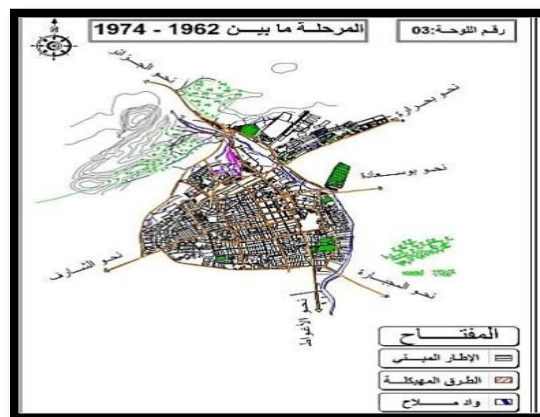 المرحلة ما بين 1962 - 1974
رقم اللوحة:03
نحو الجزائر
نحو بحرارة
نحو بوسعادة
نحو الشارف
نحو المجبارة
نحو الأغواط
المفتاح
الإطار المبني
الطرق المهيكلة
واد ملاح